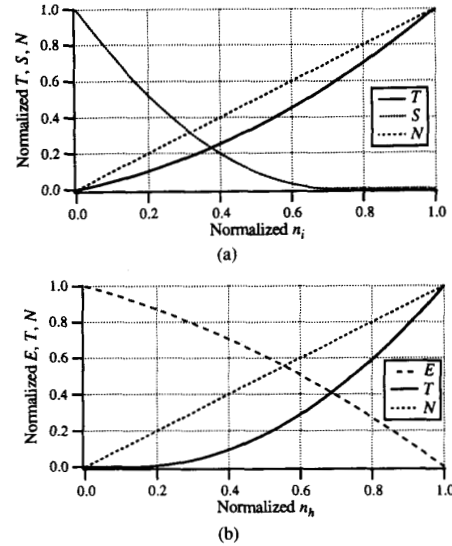 Normalized T, S, N
1.0
0.8
0.6
0.4
0.2
0.0
T
S
N
0.0 0.2 0.4 0.6 0.8 1.0
Normalized n_i
(a)
Normalized E, T, N
1.0
0.8
0.6
0.4
0.2
0.0
E
T
N
0.0 0.2 0.4 0.6 0.8 1.0
Normalized n_h
(b)